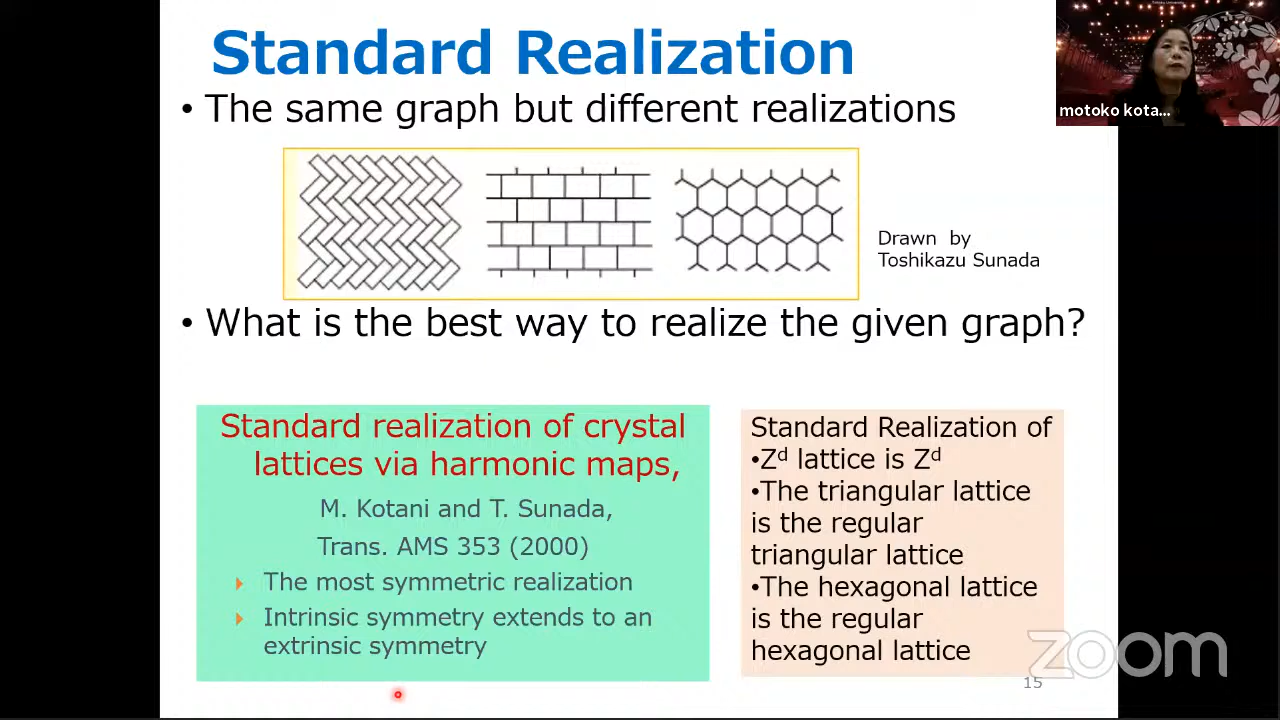 Standard Realization
• The same graph but different realizations
motoko kota...
Drawn by
Toshikazu Sunada
• What is the best way to realize the given graph?
Standard realization of crystal
lattices via harmonic maps,
M. Kotani and T. Sunada,
Trans. AMS 353 (2000)
The most symmetric realization
Intrinsic symmetry extends to an
extrinsic symmetry
Standard Realization of
•Zᵈ lattice is Zᵈ
•The triangular lattice
is the regular
triangular lattice
•The hexagonal lattice
is the regular
hexagonal lattice
zoom
15